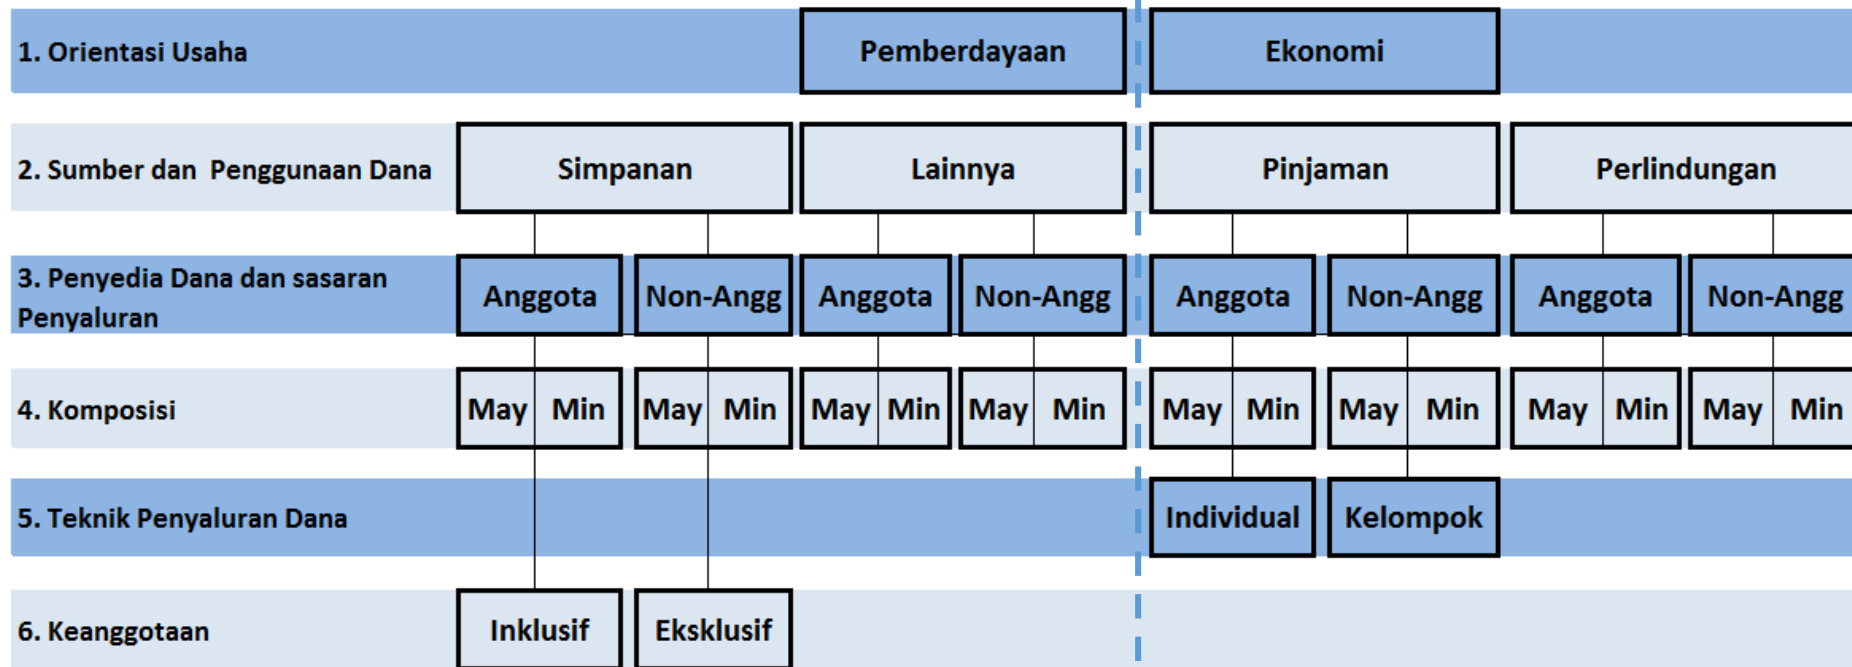 1. Orientasi Usaha
Pemberdayaan
Ekonomi
2. Sumber dan Penggunaan Dana
Simpanan
Lainnya
Pinjaman
Perlindungan
3. Penyedia Dana dan sasaran
Penyaluran
Anggota
Non-Angg
Anggota
Non-Angg
Anggota
Non-Angg
Anggota
Non-Angg
4. Komposisi
May
Min
May
Min
May
Min
May
Min
May
Min
May
Min
May
Min
May
Min
5. Teknik Penyaluran Dana
Individual
Kelompok
6. Keanggotaan
Inklusif
Eksklusif